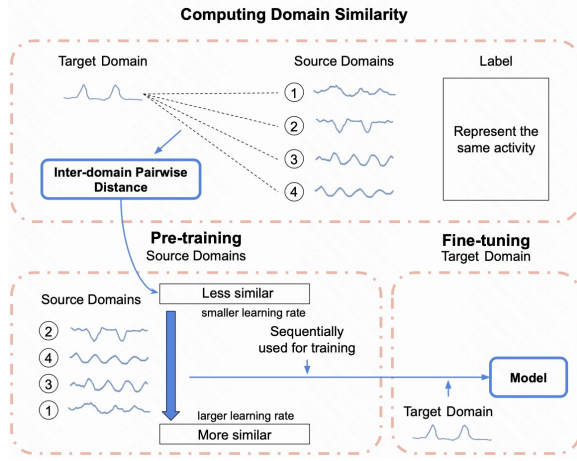 Computing Domain Similarity
Target Domain
Source Domains
Label
1
2
3
4
Represent the
same activity
Inter-domain Pairwise
Distance
Pre-training
Source Domains
Fine-tuning
Target Domain
Source Domains
2
4
3
1
Less similar
smaller learning rate
Sequentially
used for training
larger learning rate
More similar
Model
Target Domain